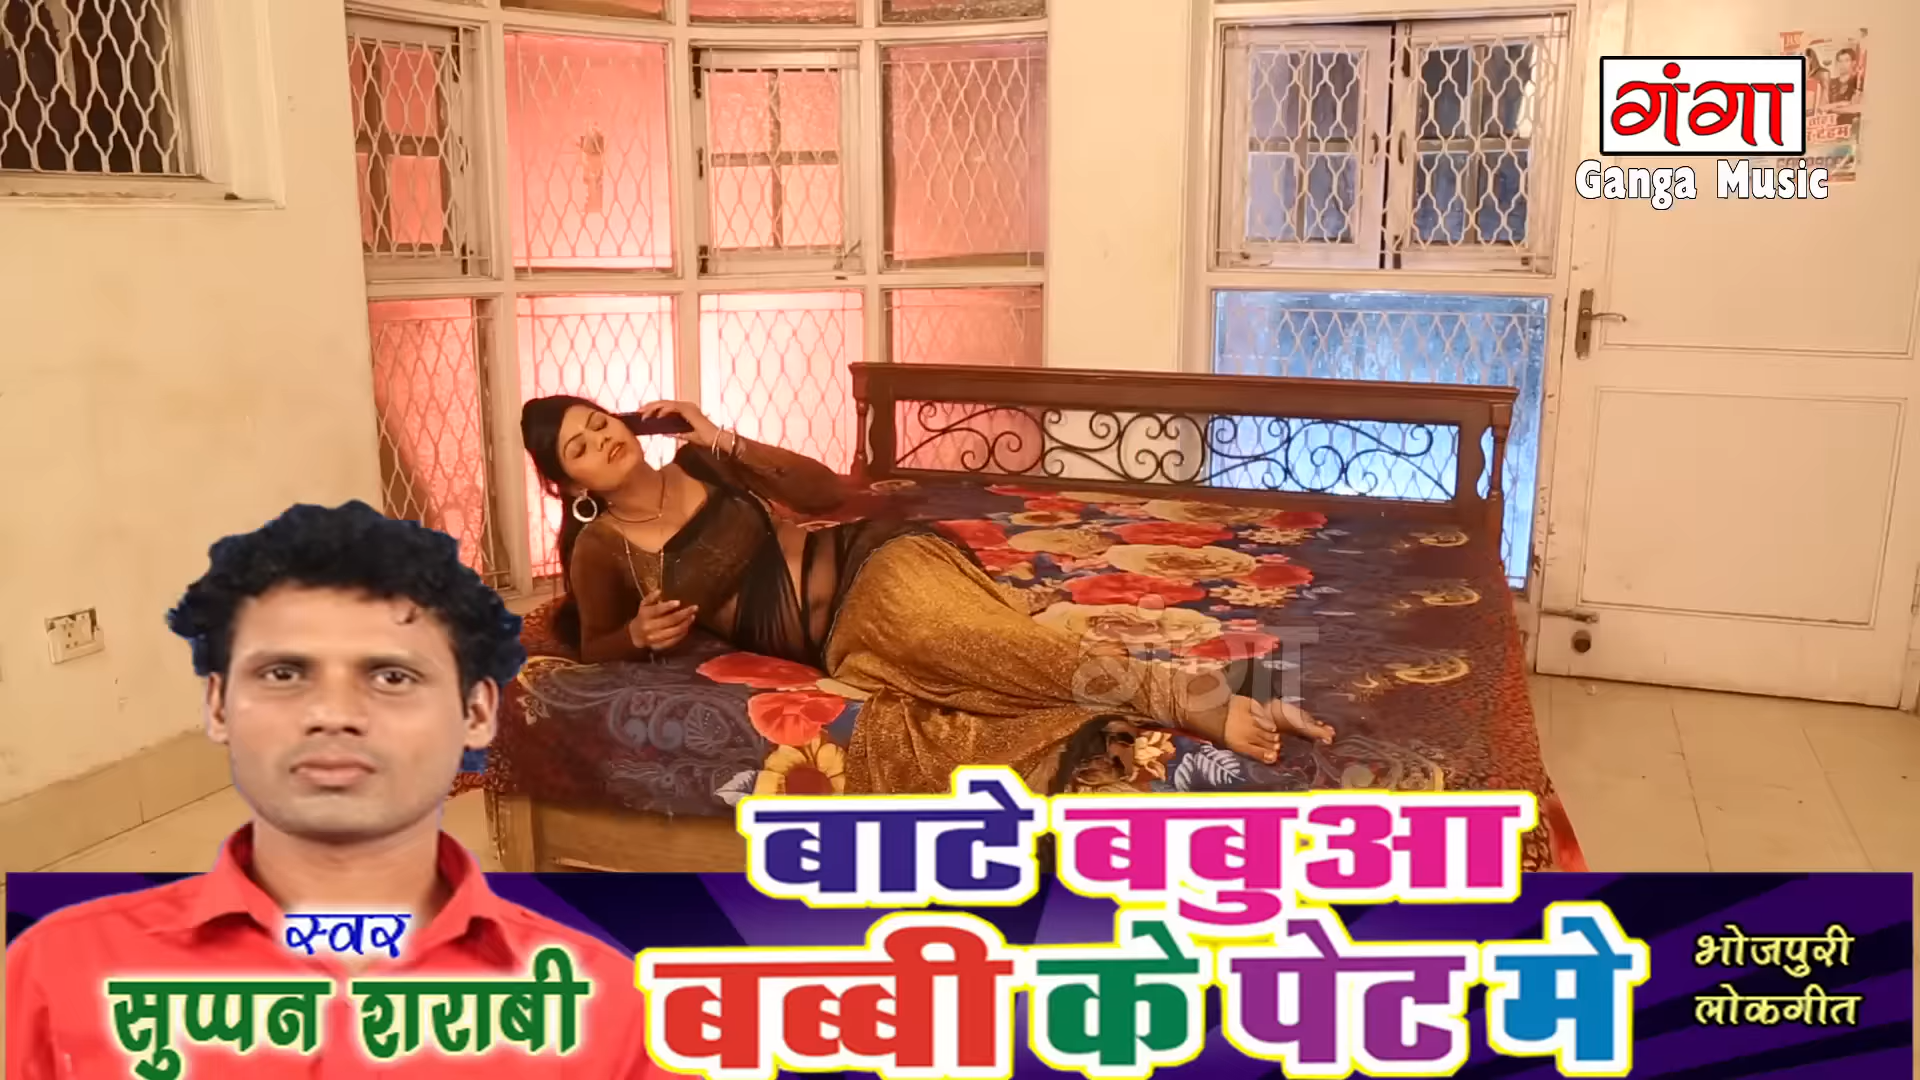 गंगा
Ganga Music
गंगा
बाटे बबुआ
बब्बी के पेट मे
स्वर
सुप्पन शराबी
भोजपुरी
लोकगीत